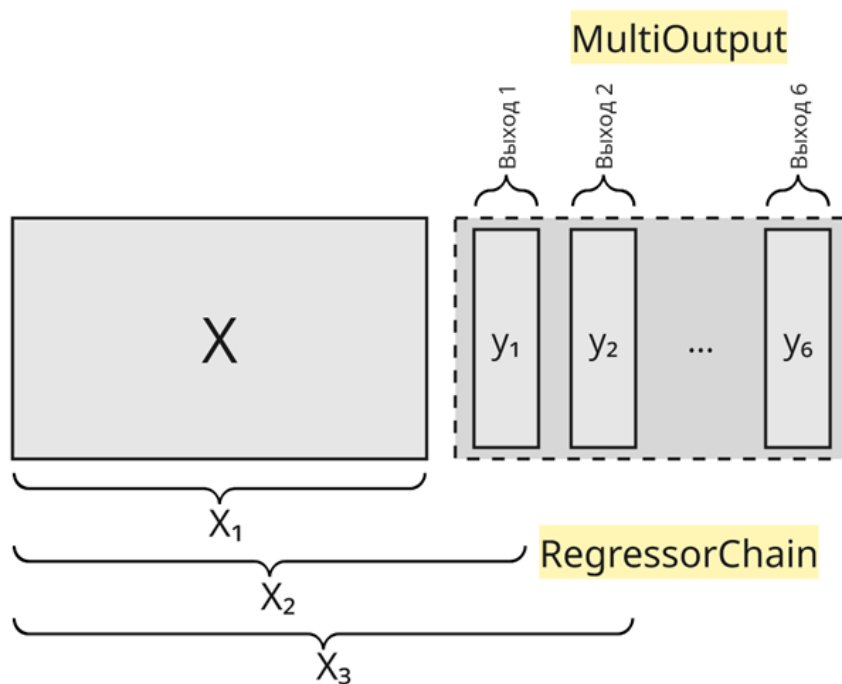 MultiOutput
Выход 1
Выход 2
Выход 6
X
y₁
y₂
...
y₆
X₁
RegressorChain
X₂
X₃